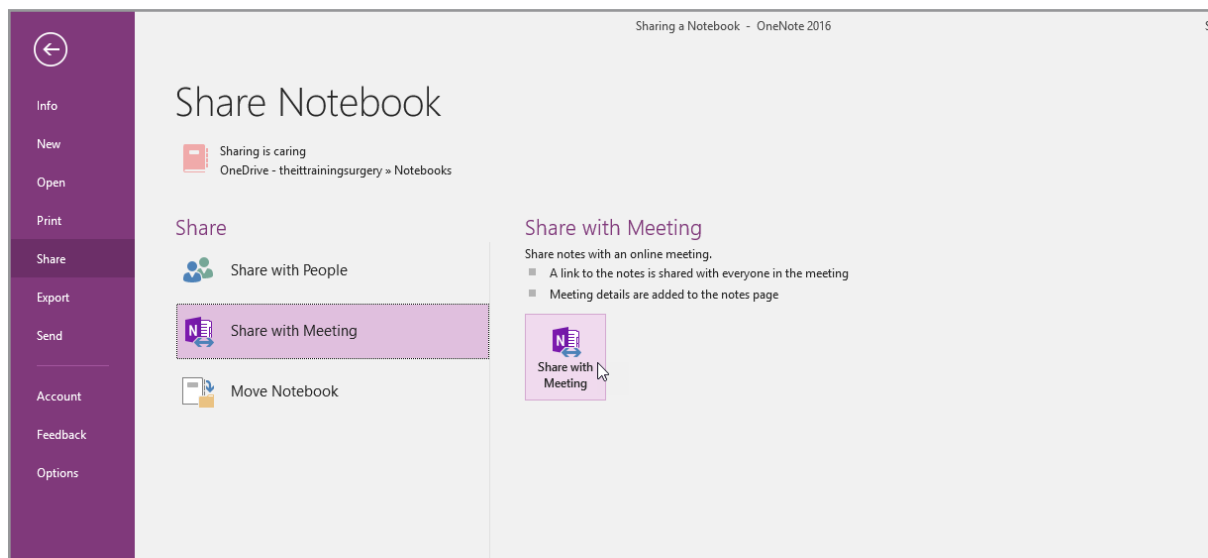 Sharing a Notebook - OneNote 2016
S
Info
New
Open
Print
Share
Export
Send
Account
Feedback
Options
Share Notebook
Sharing is caring
OneDrive - theittrainingsurgery » Notebooks
Share
Share with People
Share with Meeting
Move Notebook
Share with Meeting
Share notes with an online meeting.
A link to the notes is shared with everyone in the meeting
Meeting details are added to the notes page
Share with
Meeting